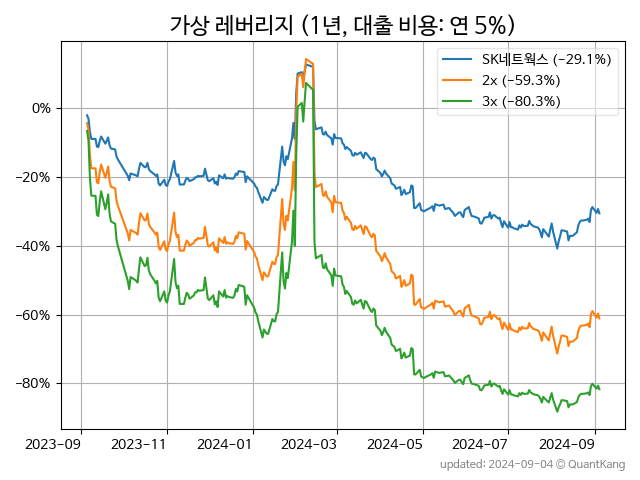 가상 레버리지 (1년, 대출 비용: 연 5%)
SK네트웍스 (−29.1%)
2x (−59.3%)
3x (−80.3%)
0%
−20%
−40%
−60%
−80%
2023−09 2023−11 2024−01 2024−03 2024−05 2024−07 2024−09
updated: 2024-09-04 © QuantKang